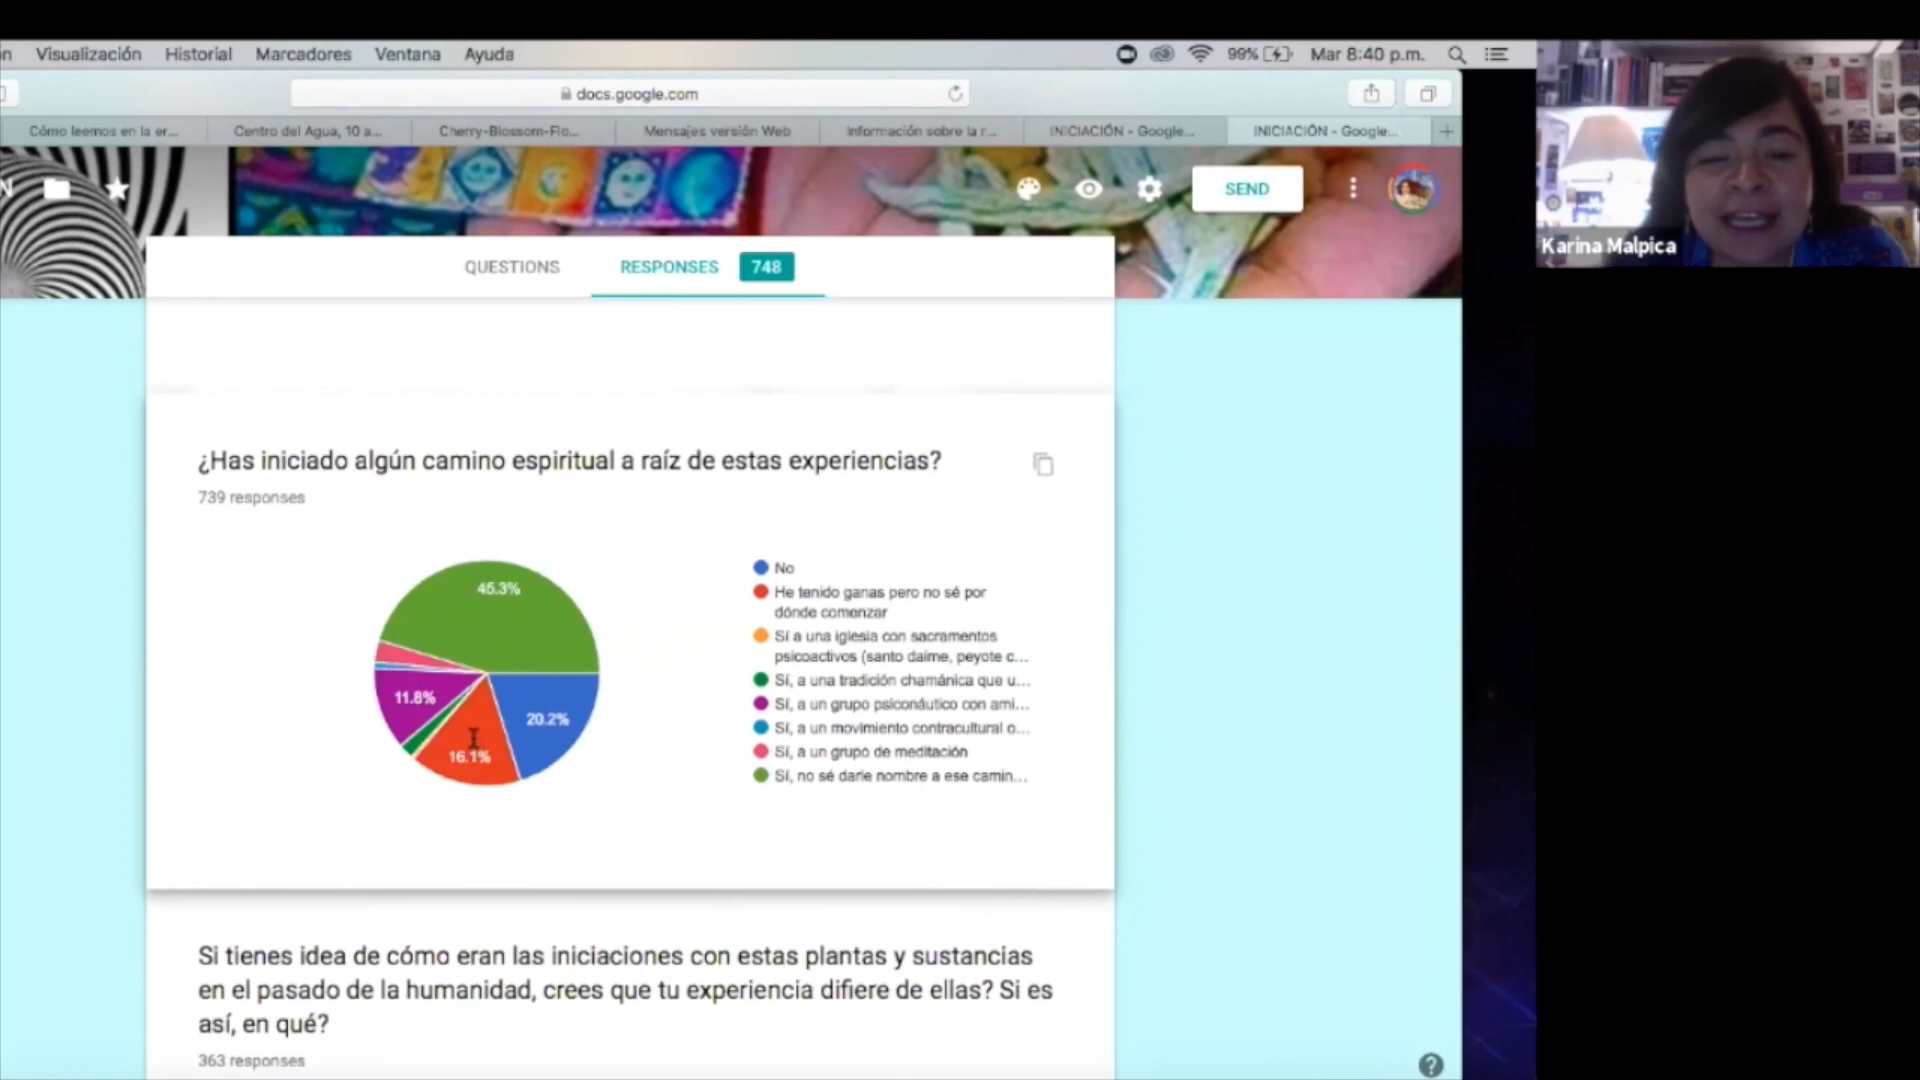 Visualización Historial Marcadores Ventana Ayuda
99% Mar 8:40 p.m.
docs.google.com
Cómo leemos en la er...
Centro del Agua, 10 a...
Cherry-Blossom-Flo...
Mensajes versión Web
Información sobre la r...
INICIACIÓN - Google...
INICIACIÓN - Google...
SEND
QUESTIONS RESPONSES 748
Karina Malpica
¿Has iniciado algún camino espiritual a raíz de estas experiencias?
739 responses
45.3%
11.8%
20.2%
16.1%
No
He tenido ganas pero no sé por
dónde comenzar
Sí a una iglesia con sacramentos
psicoactivos (santo daime, peyote c...
Sí, a una tradición chamánica que u...
Sí, a un grupo psiconáutico con ami...
Sí, a un movimiento contracultural o...
Sí, a un grupo de meditación
Sí, no sé darle nombre a ese camin...
Si tienes idea de cómo eran las iniciaciones con estas plantas y sustancias
en el pasado de la humanidad, crees que tu experiencia difiere de ellas? Si es
así, en qué?
363 responses